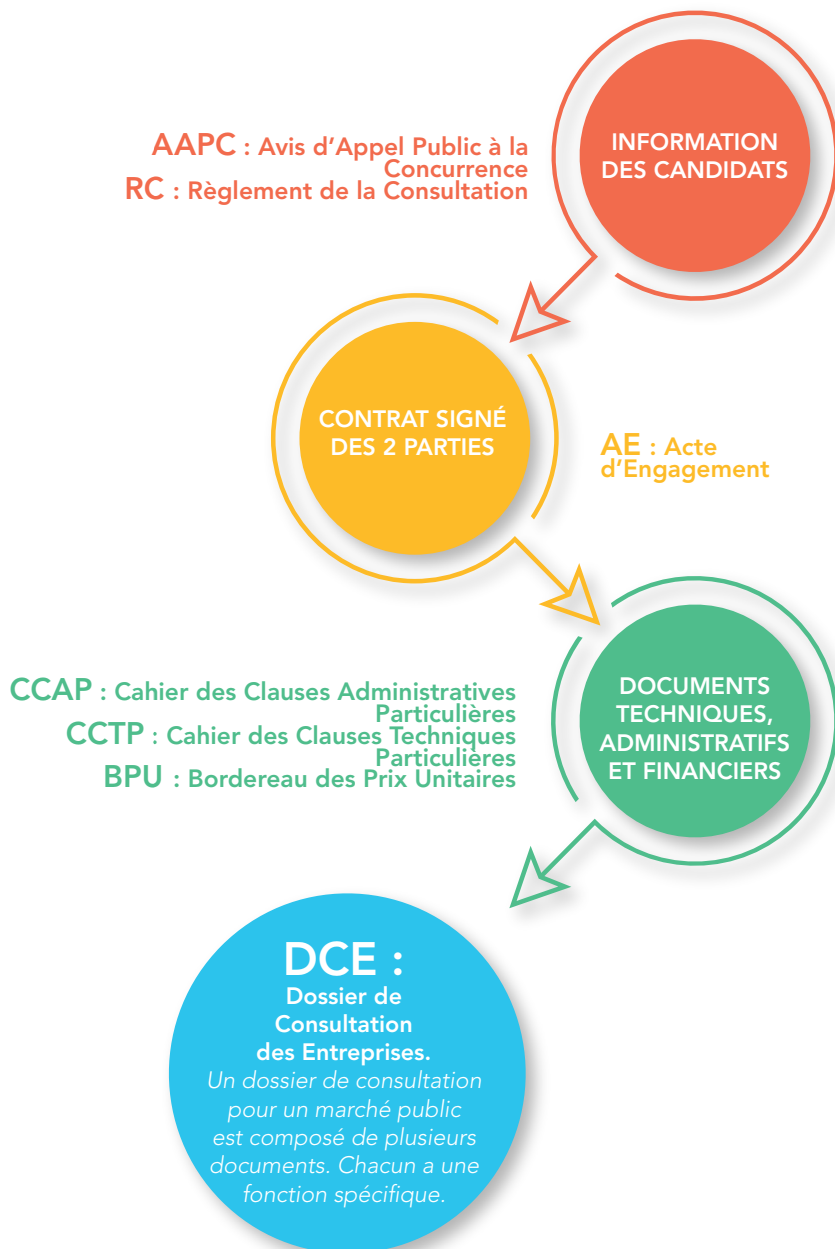 AAPC : Avis d’Appel Public à la
Concurrence
RC : Règlement de la Consultation
INFORMATION
DES CANDIDATS
CONTRAT SIGNÉ
DES 2 PARTIES
AE : Acte
d’Engagement
CCAP : Cahier des Clauses Administratives
Particulières
CCTP : Cahier des Clauses Techniques
Particulières
BPU : Bordereau des Prix Unitaires
DOCUMENTS
TECHNIQUES,
ADMINISTRATIFS
ET FINANCIERS
DCE :
Dossier de
Consultation
des Entreprises.
Un dossier de consultation
pour un marché public
est composé de plusieurs
documents. Chacun a une
fonction spécifique.